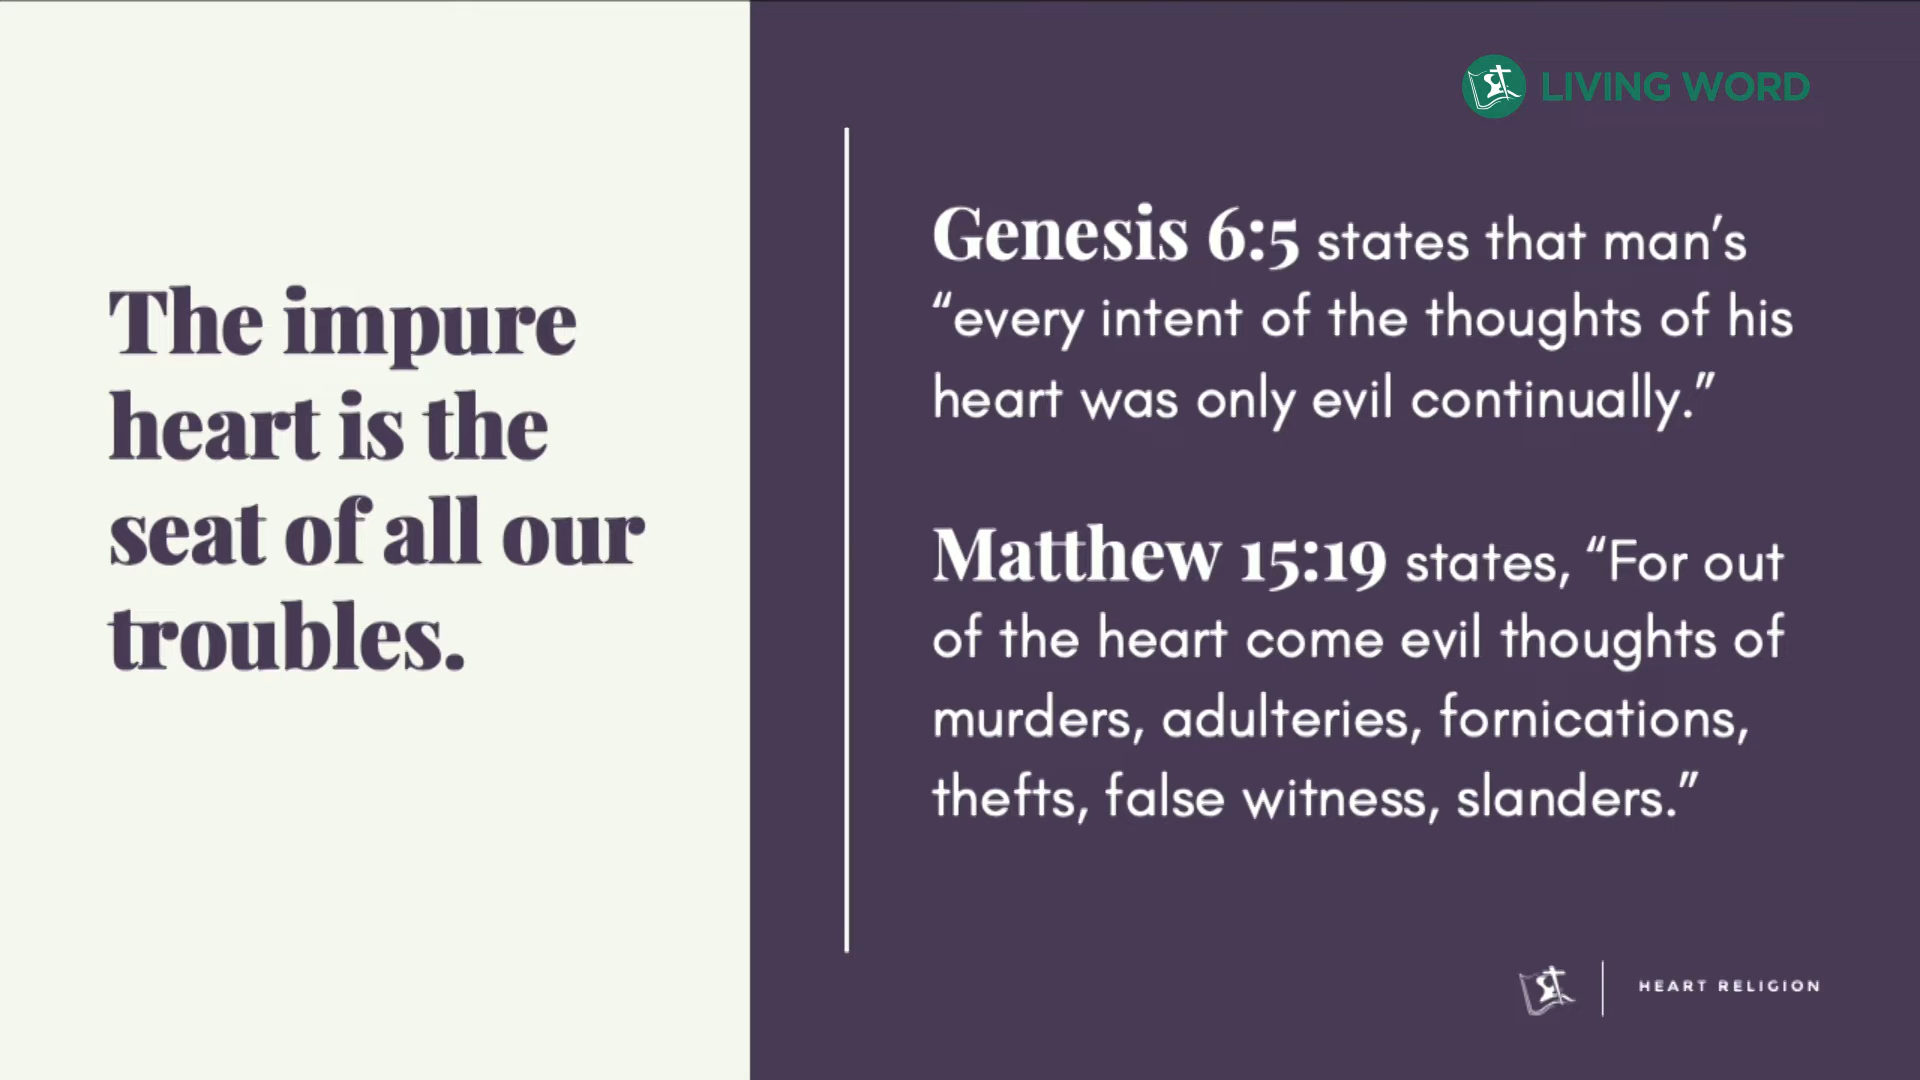 The impure
heart is the
seat of all our
troubles.
LIVING WORD
Genesis 6:5 states that man’s
“every intent of the thoughts of his
heart was only evil continually.”
Matthew 15:19 states, “For out
of the heart come evil thoughts of
murders, adulteries, fornications,
thefts, false witness, slanders.”
HEART RELIGION